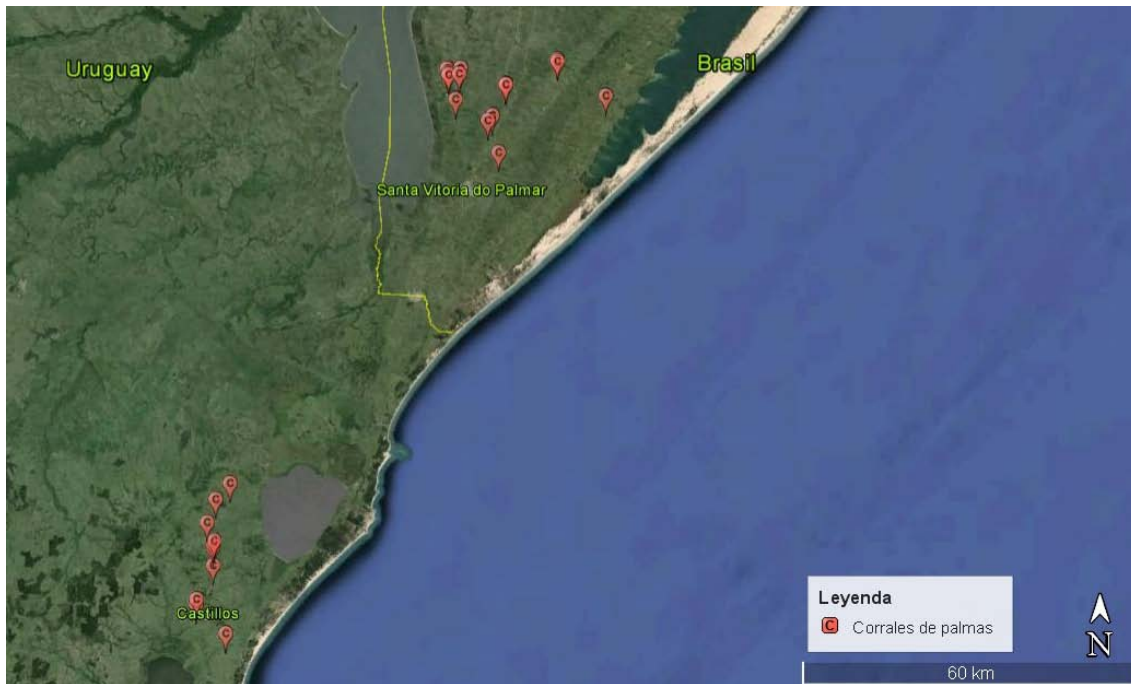 Uruguay
Brasil
Santa Vitoria do Palmar
Castillos
Leyenda
C Corrales de palmas
N
60 km